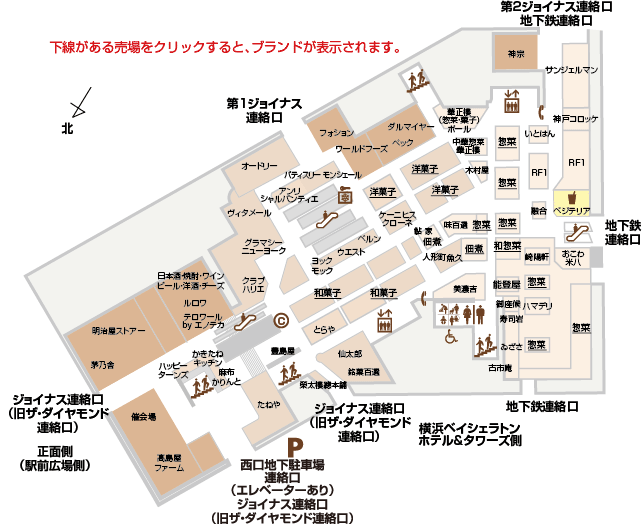 第2ジョイナス連絡口
地下鉄連絡口
下線がある売場をクリックすると、ブランドが表示されます。
北
第1ジョイナス
連絡口
神宗
サンジェルマン
神戸コロッケ
フォション
ダルマイヤー
ワールドフーズ
ベック
華正樓
(惣菜・菓子)
ボール
中華惣菜
華正樓
木村屋
惣菜
いとはん
惣菜
RF1
RF1
オードリー
パティスリー モンシェール
アンリ
シャルパンティエ
洋菓子
洋菓子
洋菓子
ヴィタメール
ケーニヒス
クローネ
味百選
惣菜
惣菜
融合
ベジテリア
地下鉄
連絡口
グラマシー
ニューヨーク
ベルン
ウエスト
ヨック
モック
帖 家
佃煮
佃煮
人形町魚久
和惣菜
崎陽軒
おこわ
米八
日本酒・焼酎・ワイン
ビール・洋酒・チーズ
クラブ
ハリエ
和菓子
和菓子
美濃吉
能登屋
惣菜
ルロワ
テロワール
by エノテカ
御座候
ハマデリ
明治屋ストアー
とらや
寿司岩
惣菜
茅乃舎
かきたね
キッチン
豊島屋
仙太郎
ゐざさ
惣菜
ハッピー
ターンズ
麻布
かりんと
銘菓百選
古市庵
栄太樓總本鋪
ジョイナス連絡口
(旧ザ・ダイヤモンド
連絡口)
催会場
たねや
ジョイナス連絡口
(旧ザ・ダイヤモンド
連絡口)
地下鉄連絡口
横浜ベイシェラトン
ホテル&タワーズ側
正面側
(駅前広場側)
高島屋
ファーム
P
西口地下駐車場
連絡口
(エレベーターあり)
ジョイナス連絡口
(旧ザ・ダイヤモンド連絡口)